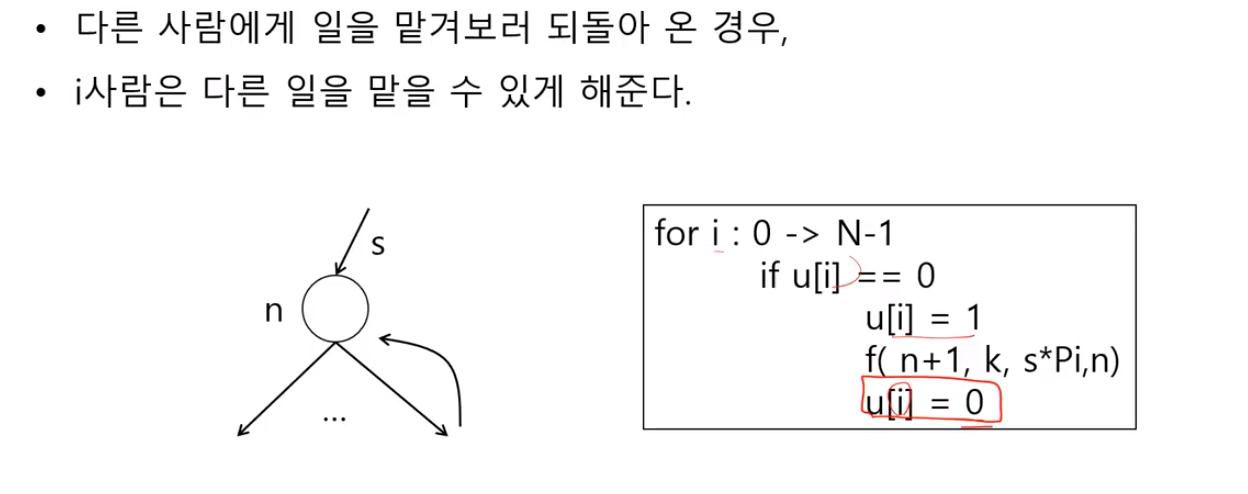 • 다른 사람에게 일을 맡겨보러 되돌아 온 경우,
• i사람은 다른 일을 맡을 수 있게 해준다.
s
n
...
for i : 0 -> N-1
if u[i] == 0
u[i] = 1
f( n+1, k, s*Pi,n)
u[i] = 0